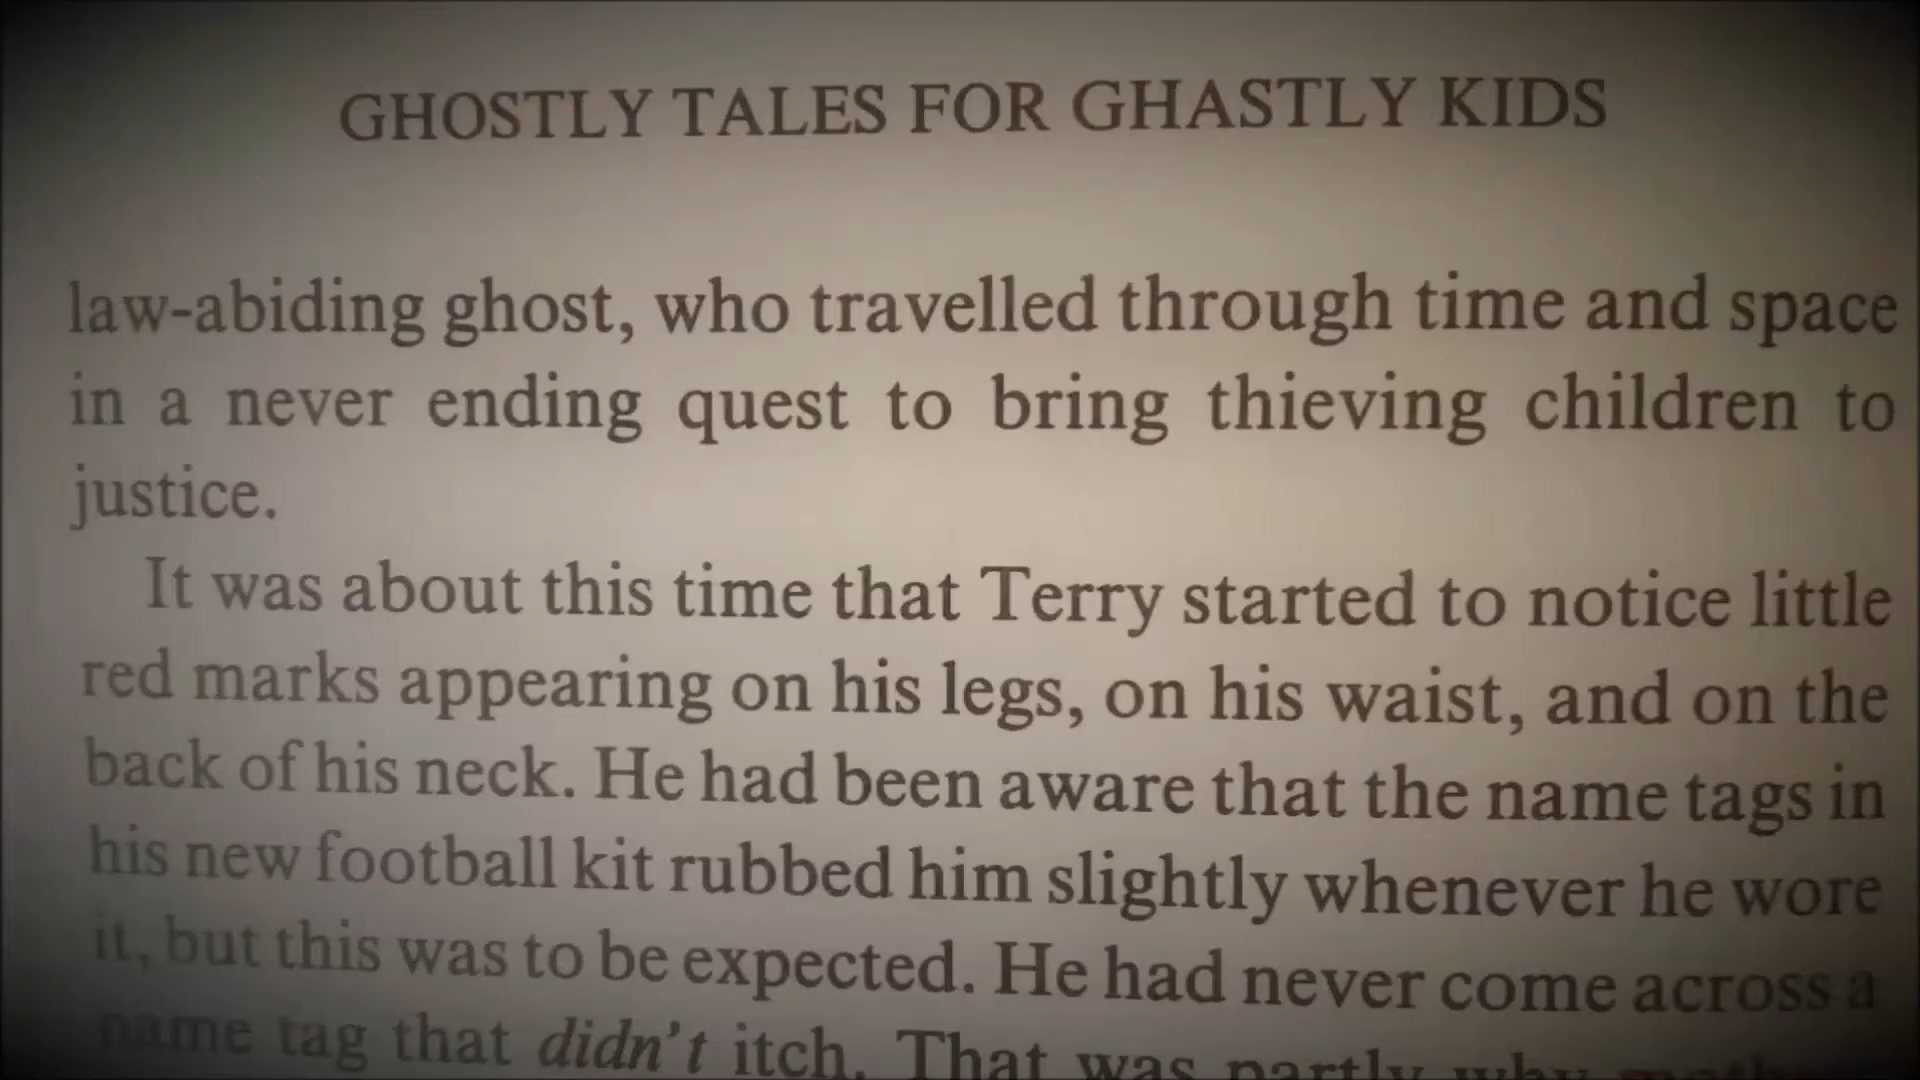 GHOSTLY TALES FOR GHASTLY KIDS
law-abiding ghost, who travelled through time and space
in a never ending quest to bring thieving children to
justice.
It was about this time that Terry started to notice little
red marks appearing on his legs, on his waist, and on the
back of his neck. He had been aware that the name tags in
his new football kit rubbed him slightly whenever he wore
it, but this was to be expected. He had never come across a
name tag that didn't itch. That was partly why